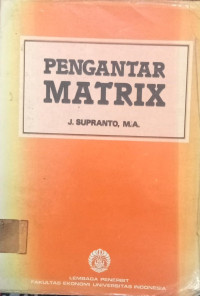 PENGANTAR
MATRIX
J. SUPRANTO, M.A.
LEMBAGA PENERBIT
FAKULTAS EKONOMI UNIVERSITAS INDONESIA